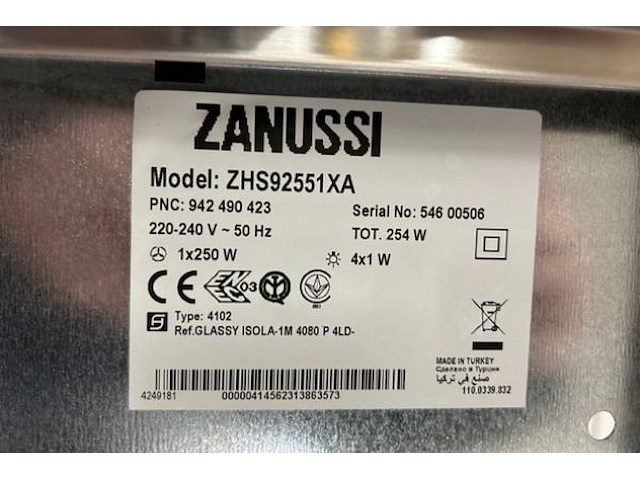 ZANUSSI
Model: ZHS92551XA
PNC: 942 490 423
Serial No: 546 00506
220-240 V ~ 50 Hz
TOT. 254 W
1x250 W
4x1 W
CE
03
Type: 4102
Ref.GLASSY ISOLA-1M 4080 P 4LD-
MADE IN TURKEY
Сделано в Турции
صنع في تركيا
110.0339.832
4249181
00000414562313863573